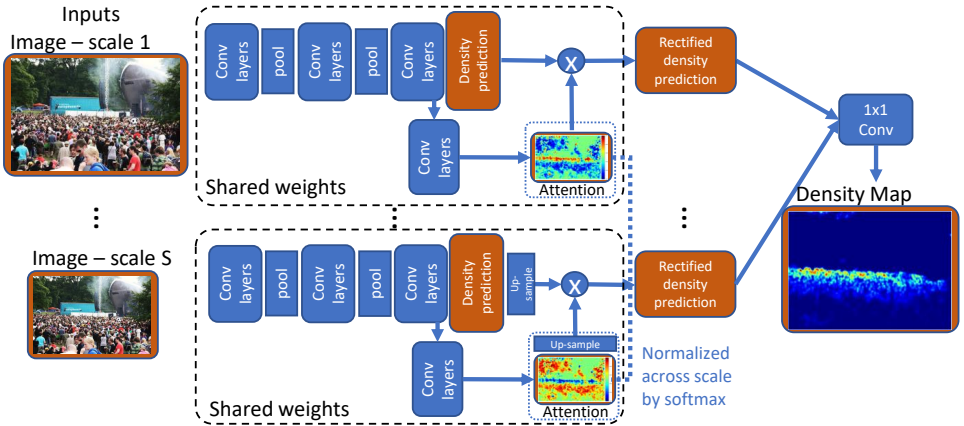 Inputs
Image – scale 1
Conv
layers
pool
Conv
layers
pool
Conv
layers
Density
prediction
X
Rectified
density
prediction
1x1
Conv
Conv
layers
Attention
Shared weights
Density Map
Image – scale S
Conv
layers
pool
Conv
layers
pool
Conv
layers
Density
prediction
Up-
sample
X
Rectified
density
prediction
Conv
layers
Up-sample
Attention
Shared weights
Normalized
across scale
by softmax